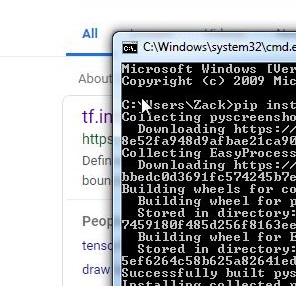 All
About
tf.in
https
Defin
boun
Peop
tenso
draw
C:\Windows\system32\cmd.e
Microsoft Windows [Ver
Copyright (c) 2009 Mic
C:\Users\Zack>pip inst
Collecting pyscreensho
Downloading https:/
8e52fa948d9afbae21ca90
Collecting EasyProcess
Downloading https:/
bbedc0d3691fc574245b7e
Building wheels for co
Building wheel for p
Stored in directory:
7459180f485d256f8163ee
Building wheel for E
Stored in directory:
5ef6264c58b625a82641ed
Successfully built pys
Installing collected p